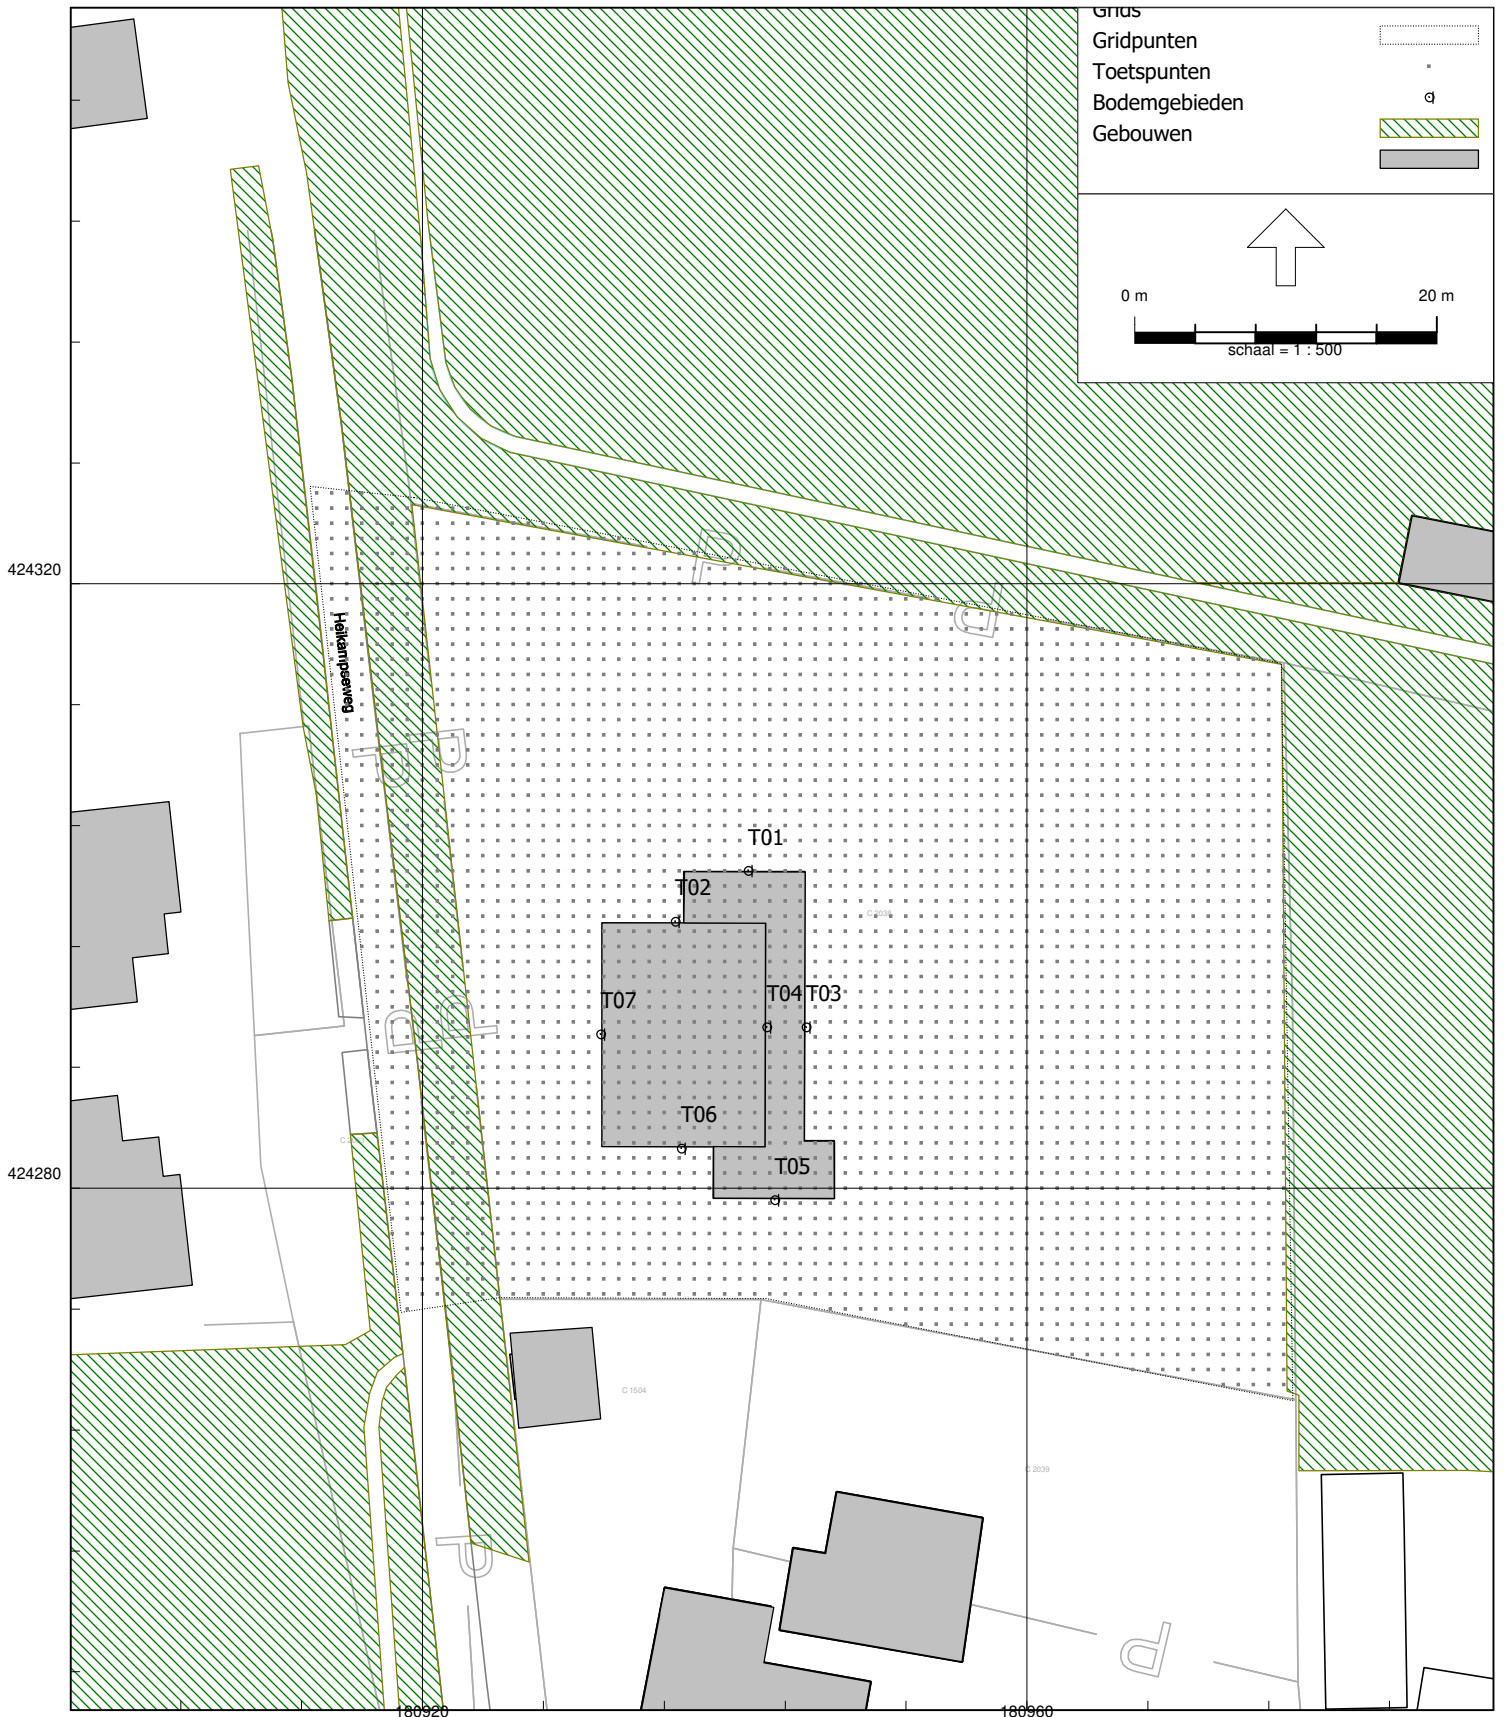 Grids
Gridpunten
Toetspunten
Bodemgebieden
Gebouwen
0 m 20 m
schaal = 1 : 500
P
P
424320
Heikampseweg
P
P
T01
T02
C 2038
T07
T04 T03
P
P
T06
T05
424280
C 1504
C 2039
P
P
180920 180960